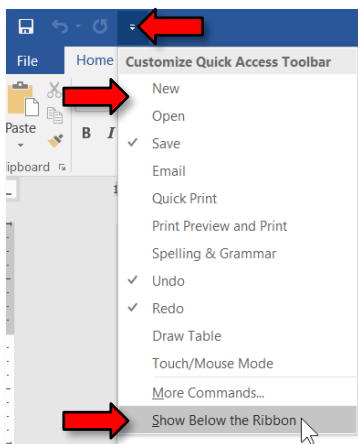 File Home Customize Quick Access Toolbar
New
Open
Paste B I
Save
ipboard
Email
1
Quick Print
Print Preview and Print
Spelling & Grammar
Undo
Redo
Draw Table
Touch/Mouse Mode
More Commands...
Show Below the Ribbon